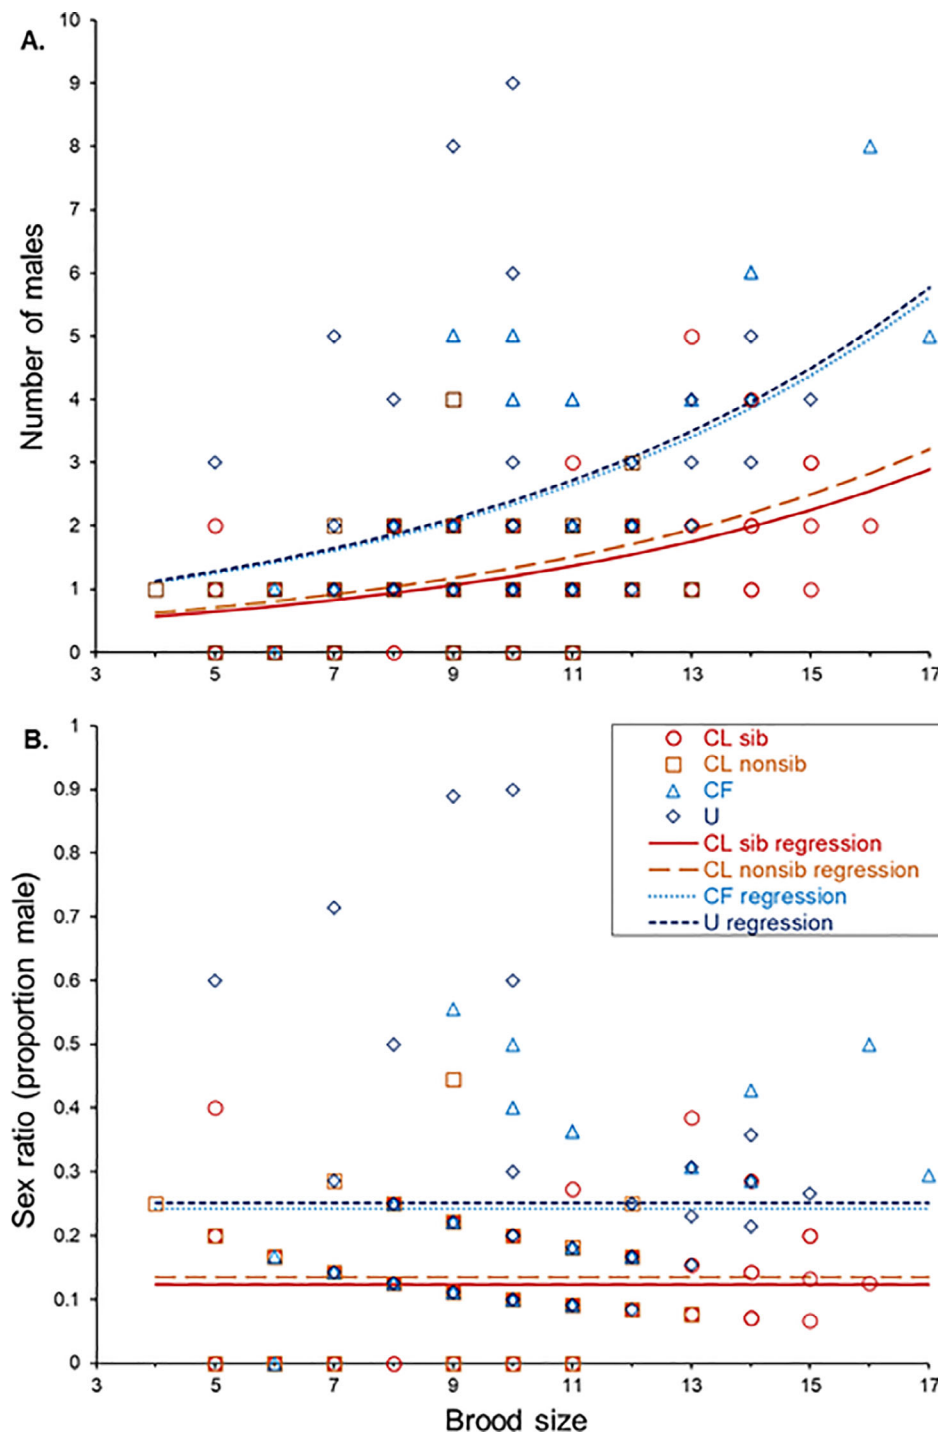 A.
10
9
8
7
6
5
4
3
2
1
0
Number of males
3 5 7 9 11 13 15 17
B.
1
0.9
0.8
0.7
0.6
0.5
0.4
0.3
0.2
0.1
0
Sex ratio (proportion male)
CL sib
CL nonsib
CF
U
CL sib regression
CL nonsib regression
CF regression
U regression
3 5 7 9 11 13 15 17
Brood size